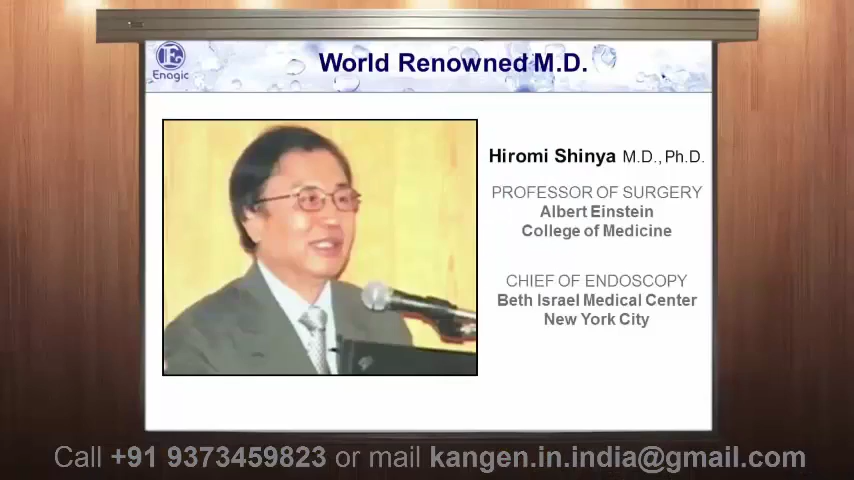 World Renowned M.D.
Enagic
Hiromi Shinya M.D., Ph.D.
PROFESSOR OF SURGERY
Albert Einstein
College of Medicine
CHIEF OF ENDOSCOPY
Beth Israel Medical Center
New York City
Call +91 9373459823 or mail kangen.in.india@gmail.com